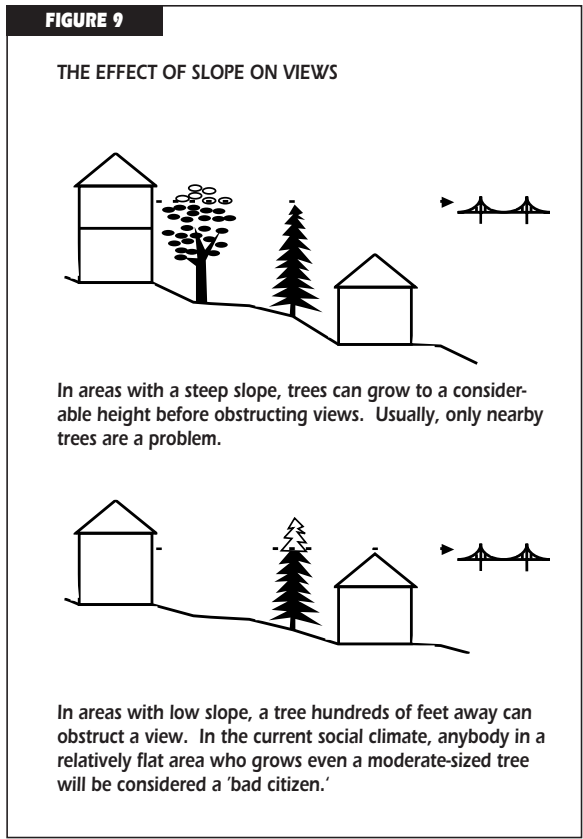 FIGURE 9
THE EFFECT OF SLOPE ON VIEWS
In areas with a steep slope, trees can grow to a consider-
able height before obstructing views.  Usually, only nearby
trees are a problem.
In areas with low slope, a tree hundreds of feet away can
obstruct a view.  In the current social climate, anybody in a
relatively flat area who grows even a moderate-sized tree
will be considered a 'bad citizen.'